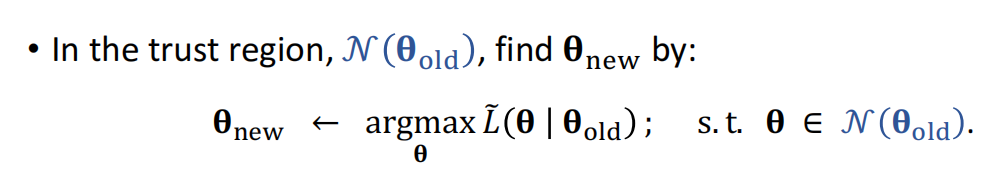 • In the trust region, 𝒩(θ_old), find θ_new by:
θ_new ← argmax_θ L̃(θ | θ_old); s.t. θ ∈ 𝒩(θ_old).